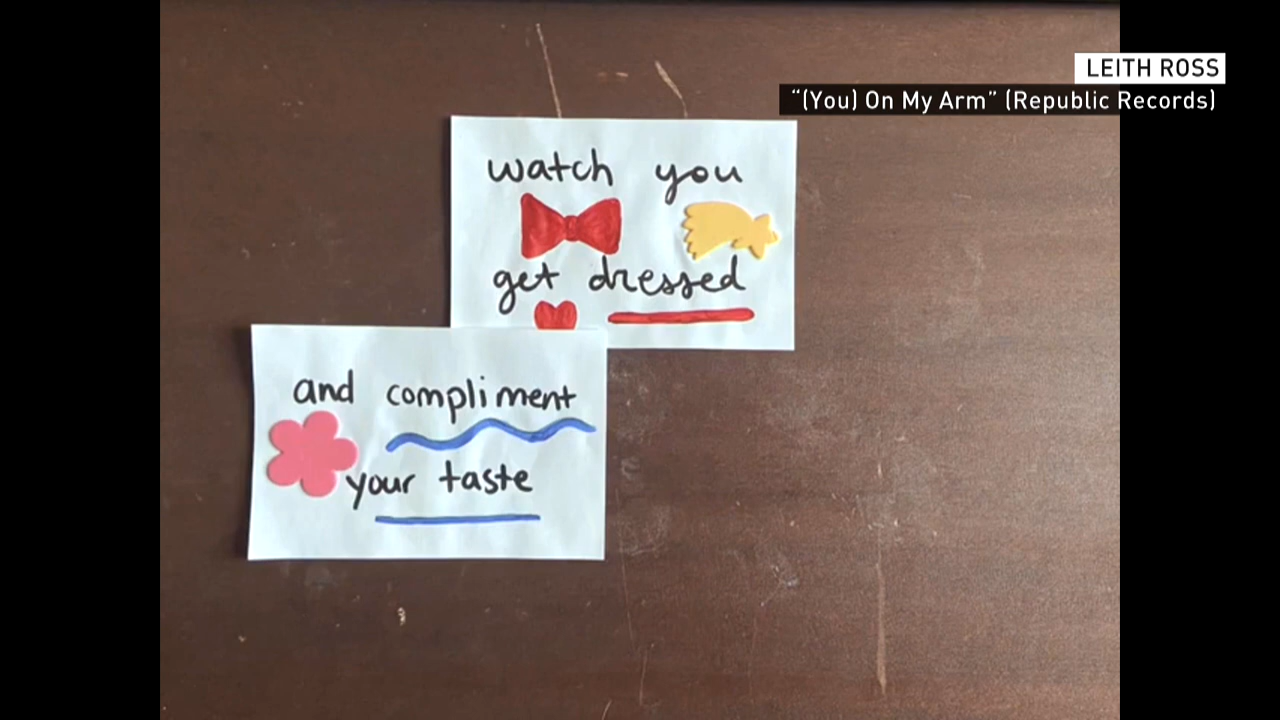 LEITH ROSS
“(You) On My Arm” (Republic Records)
watch you
get dressed
and compliment
your taste